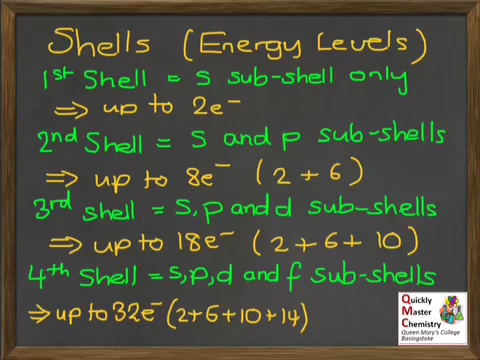 Shells (Energy Levels)
1st Shell = s sub-shell only
⇒ up to 2e⁻
2nd Shell = s and p sub-shells
⇒ up to 8e⁻ (2 + 6)
3rd Shell = s, p and d sub-shells
⇒ up to 18e⁻ (2 + 6 + 10)
4th Shell = s, p, d and f sub-shells
⇒ up to 32e⁻ (2+6+10+14)
Quickly
Master
Chemistry
Queen Mary's College
Basingstoke